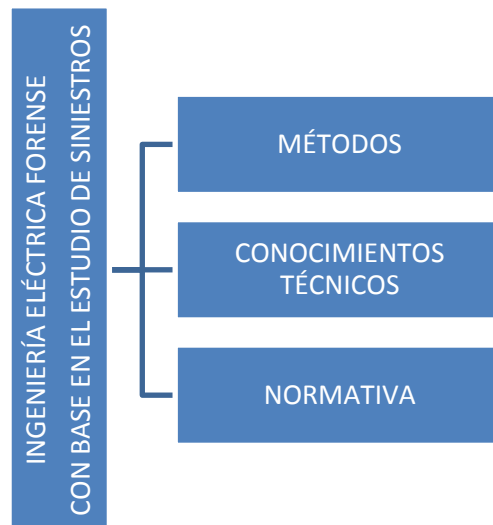 INGENIERÍA ELÉCTRICA FORENSE
CON BASE EN EL ESTUDIO DE SINIESTROS
MÉTODOS
CONOCIMIENTOS
TÉCNICOS
NORMATIVA